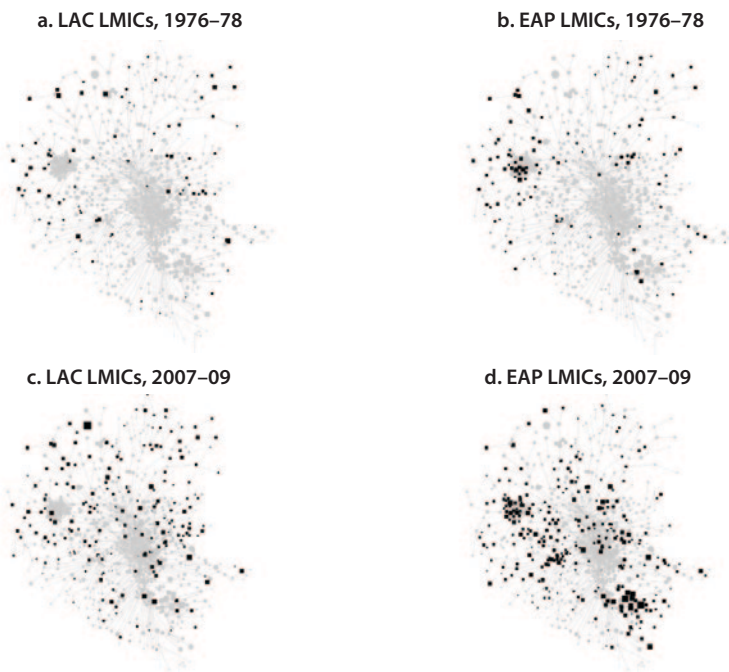 a. LAC LMICs, 1976–78
b. EAP LMICs, 1976–78
c. LAC LMICs, 2007–09
d. EAP LMICs, 2007–09